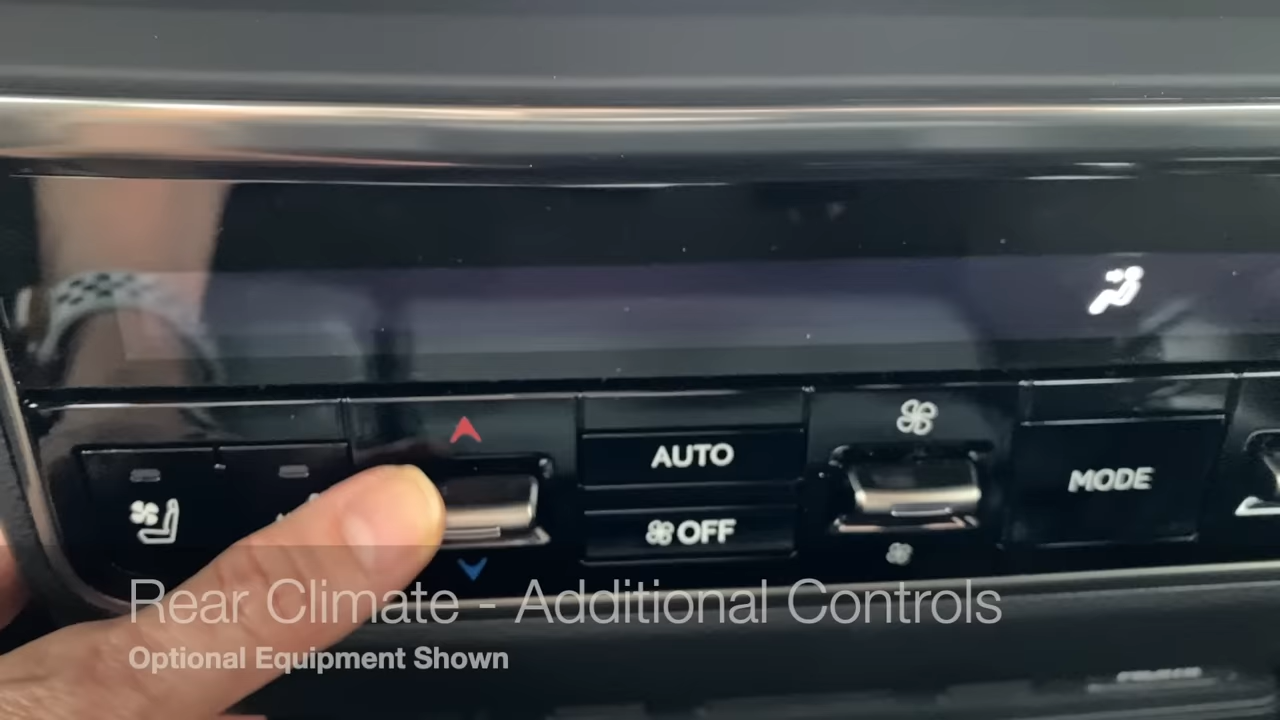 AUTO
OFF
MODE
Rear Climate - Additional Controls
Optional Equipment Shown